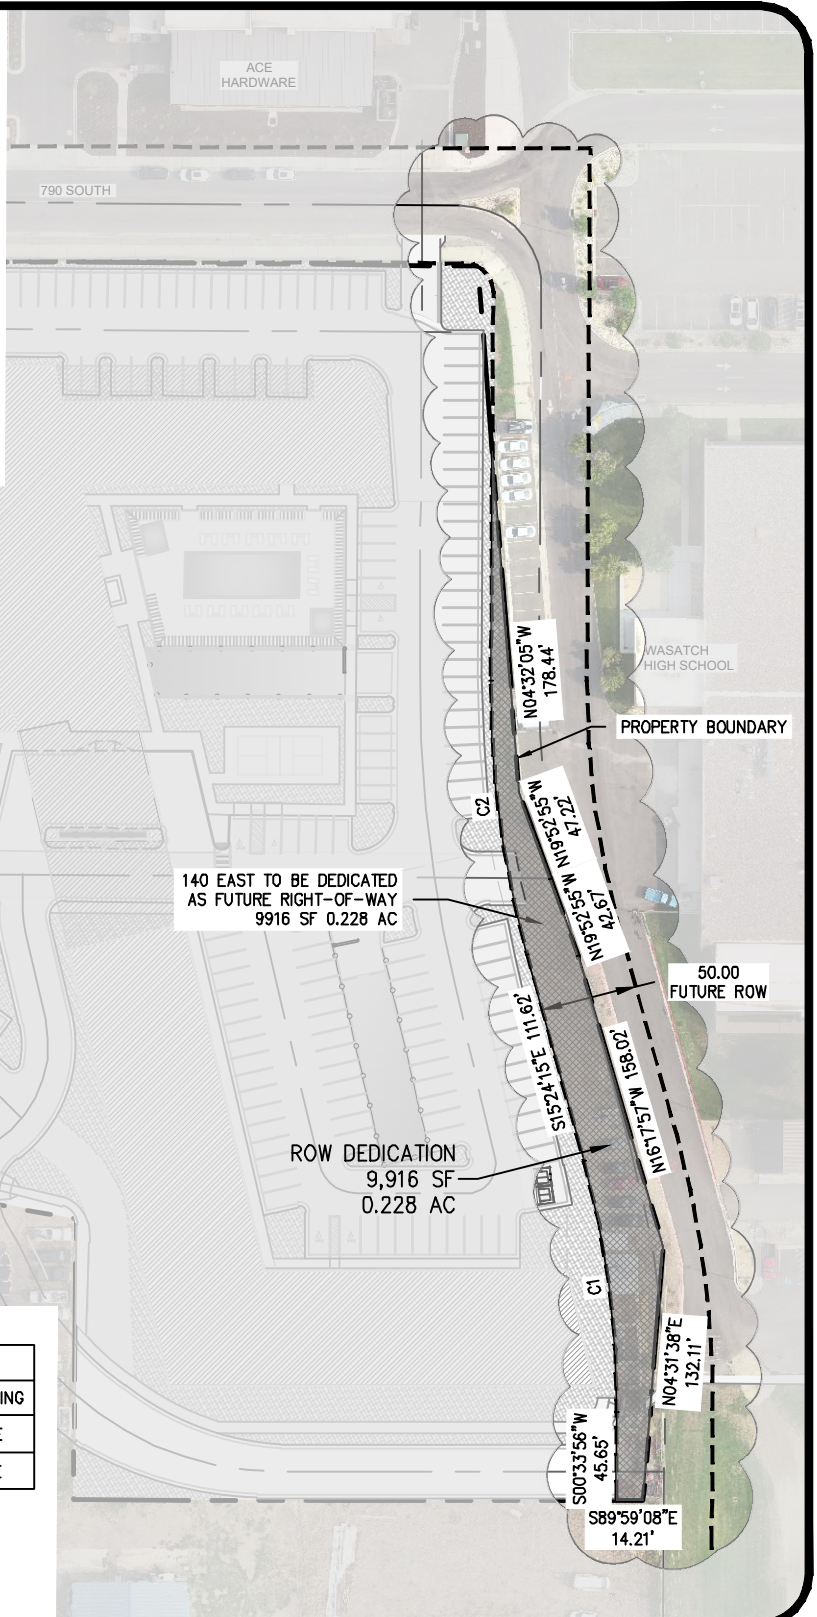 ACE
HARDWARE
790 SOUTH
N04°32'05"W
178.44'
WASATCH
HIGH SCHOOL
PROPERTY BOUNDARY
C2
N19°52'55"W
47.22'
140 EAST TO BE DEDICATED
AS FUTURE RIGHT-OF-WAY
9916 SF 0.228 AC
N19°52'55"W
42.67'
50.00
FUTURE ROW
S15°24'15"E 111.62'
N16°17'57"W 158.02'
ROW DEDICATION
9,916 SF
0.228 AC
C1
N04°31'38"E
132.11'
ING
E
S00°33'56"W
45.65'
S89°59'08"E
14.21'